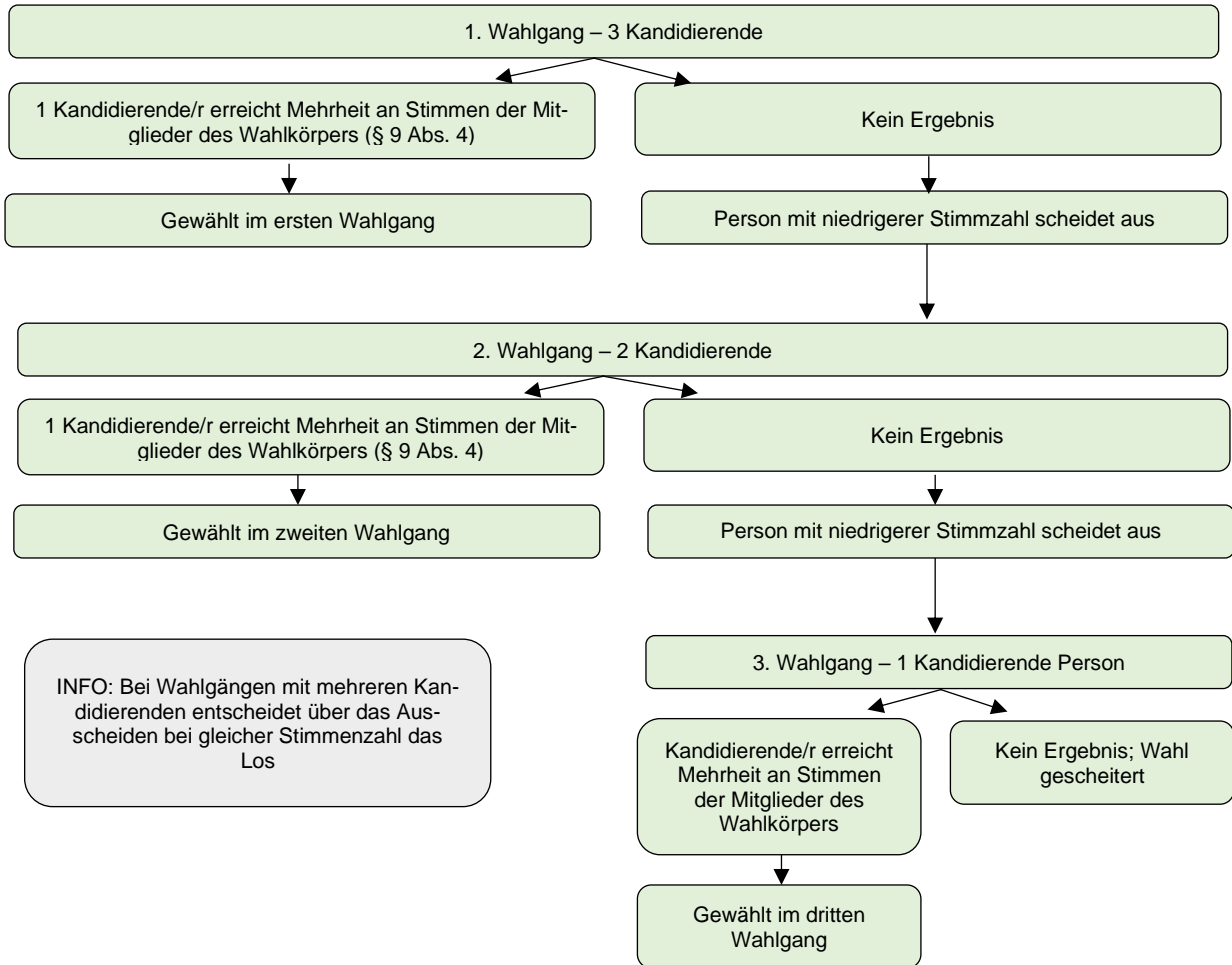 1. Wahlgang – 3 Kandidierende
1 Kandidierende/r erreicht Mehrheit an Stimmen der Mit-
glieder des Wahlkörpers (§ 9 Abs. 4)
Kein Ergebnis
Gewählt im ersten Wahlgang
Person mit niedrigerer Stimmzahl scheidet aus
2. Wahlgang – 2 Kandidierende
1 Kandidierende/r erreicht Mehrheit an Stimmen der Mit-
glieder des Wahlkörpers (§ 9 Abs. 4)
Kein Ergebnis
Gewählt im zweiten Wahlgang
Person mit niedrigerer Stimmzahl scheidet aus
INFO: Bei Wahlgängen mit mehreren Kan-
didierenden entscheidet über das Aus-
scheiden bei gleicher Stimmenzahl das
Los
3. Wahlgang – 1 Kandidierende Person
Kandidierende/r erreicht
Mehrheit an Stimmen
der Mitglieder des
Wahlkörpers
Kein Ergebnis; Wahl
gescheitert
Gewählt im dritten
Wahlgang